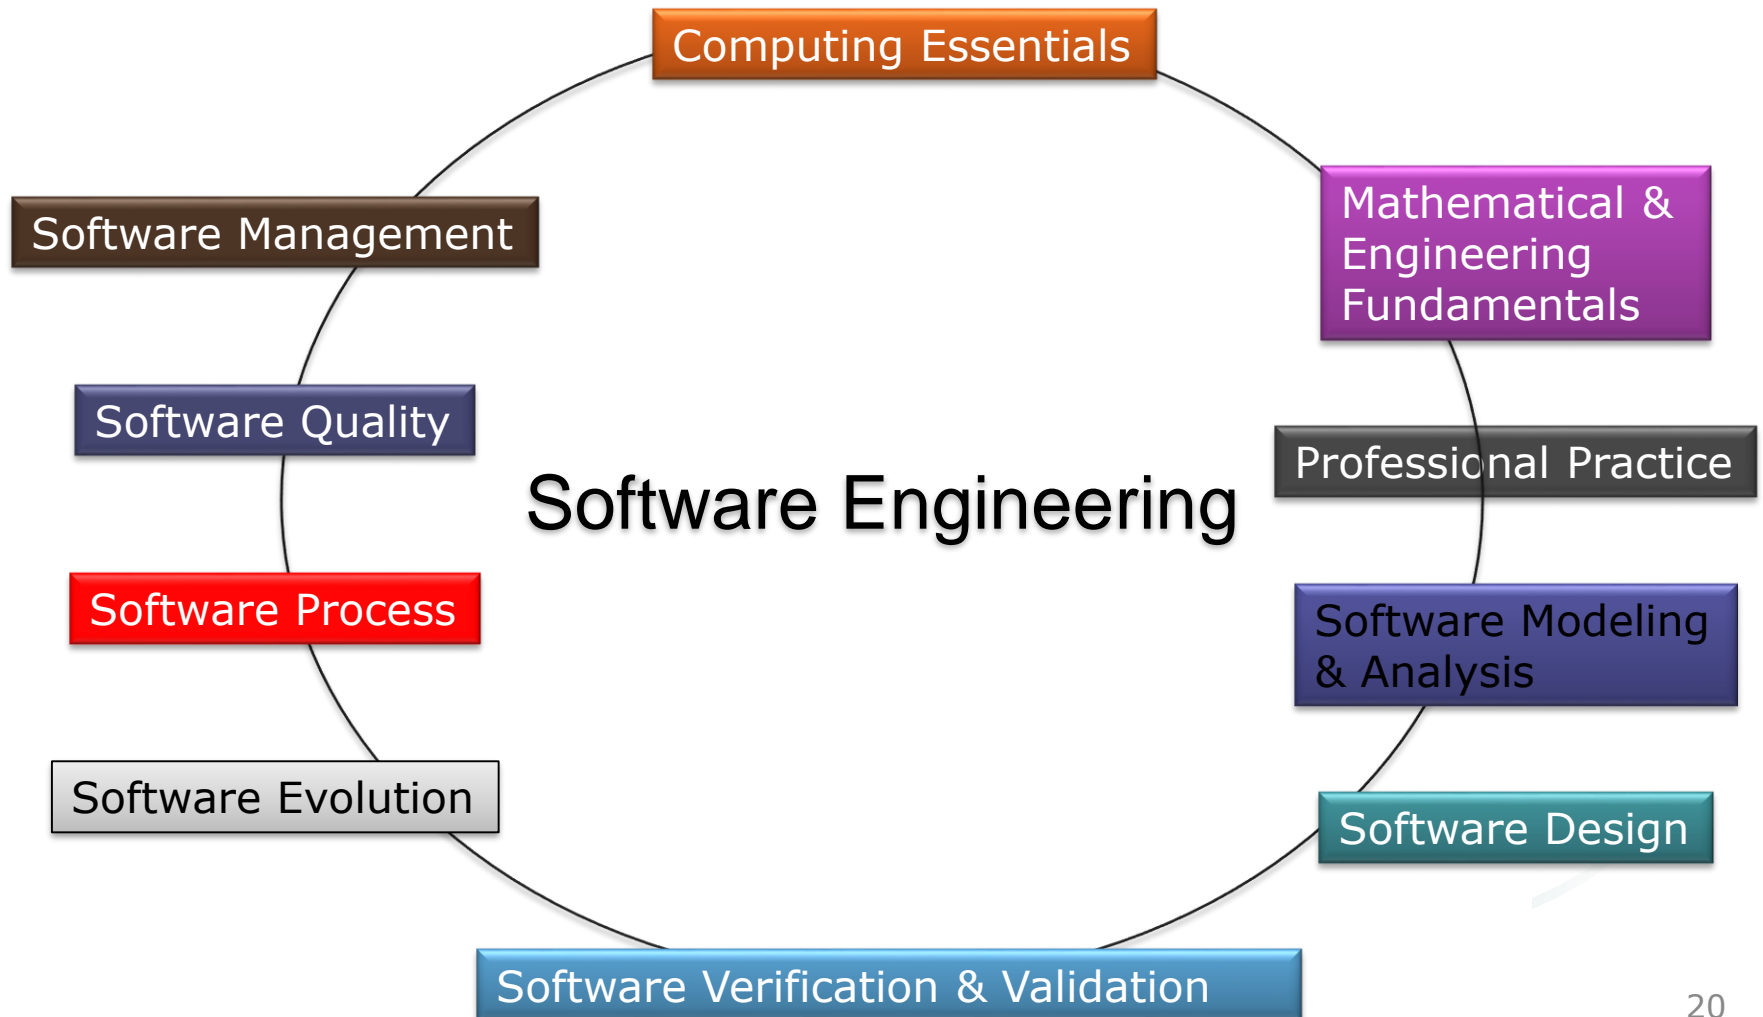 Computing Essentials
Mathematical &
Engineering
Fundamentals
Software Management
Software Quality
Professional Practice
Software Engineering
Software Process
Software Modeling
& Analysis
Software Evolution
Software Design
Software Verification & Validation
20